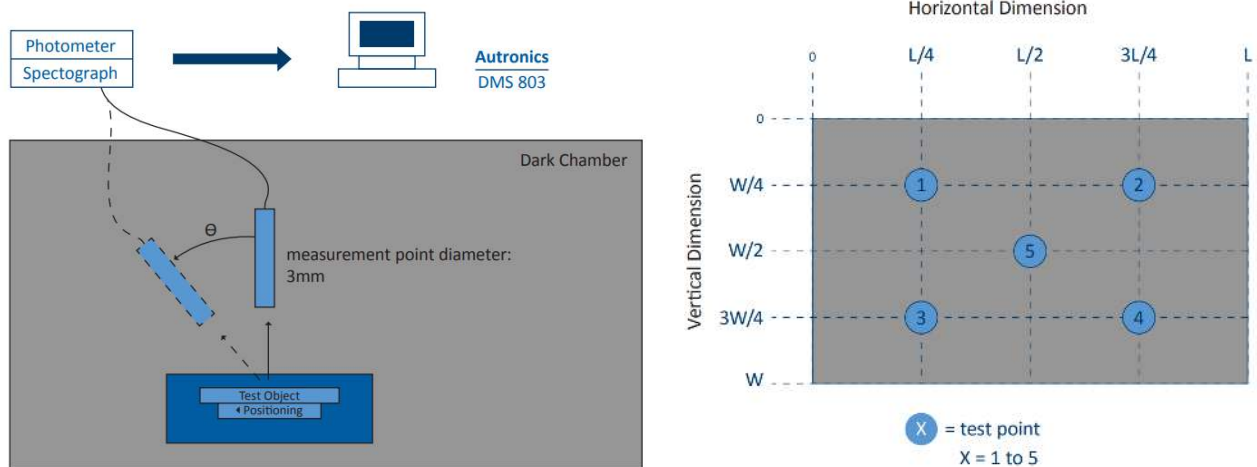 Photometer
Spectograph
Autronics
DMS 803
Dark Chamber
Ɵ
measurement point diameter:
3mm
Test Object
Positioning
Horizontal Dimension
0 L/4 L/2 3L/4 L
Vertical Dimension
0
W/4
W/2
3W/4
W
1 2
5
3 4
X = test point
X = 1 to 5